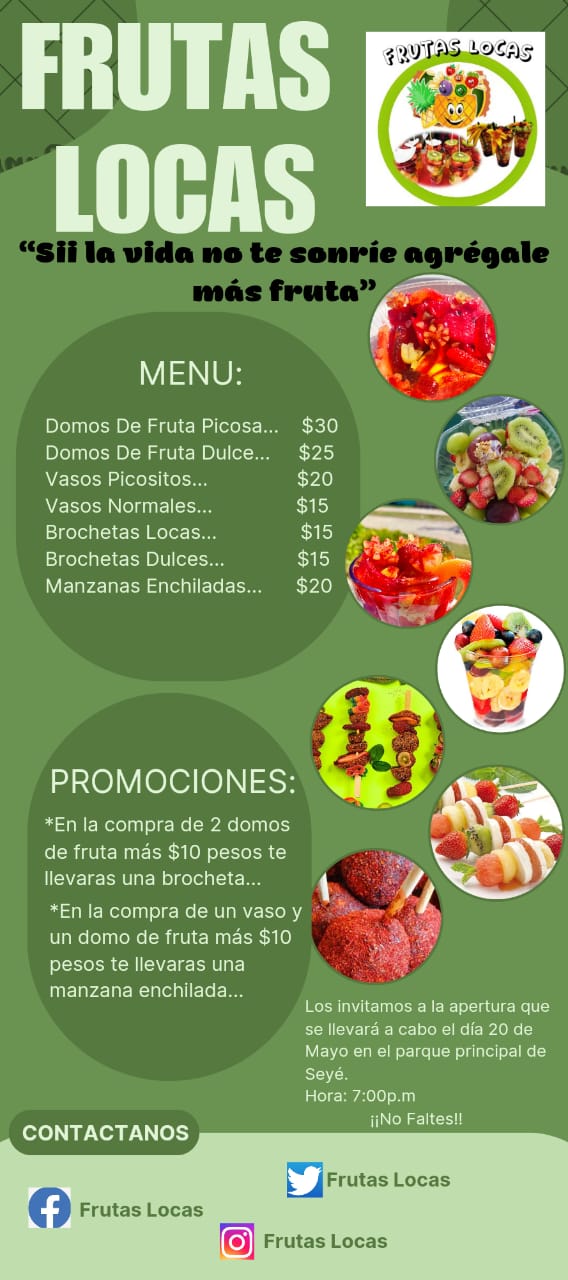 FRUTAS
LOCAS
FRUTAS LOCAS
“Sii la vida no te sonríe agrégale
más fruta”
MENU:
Domos De Fruta Picosa... $30
Domos De Fruta Dulce... $25
Vasos Picositos... $20
Vasos Normales... $15
Brochetas Locas... $15
Brochetas Dulces... $15
Manzanas Enchiladas... $20
PROMOCIONES:
*En la compra de 2 domos
de fruta más $10 pesos te
llevaras una brocheta...
*En la compra de un vaso y
un domo de fruta más $10
pesos te llevaras una
manzana enchilada...
Los invitamos a la apertura que
se llevará a cabo el día 20 de
Mayo en el parque principal de
Seyé.
Hora: 7:00p.m
¡¡No Faltes!!
CONTACTANOS
Frutas Locas
Frutas Locas
Frutas Locas